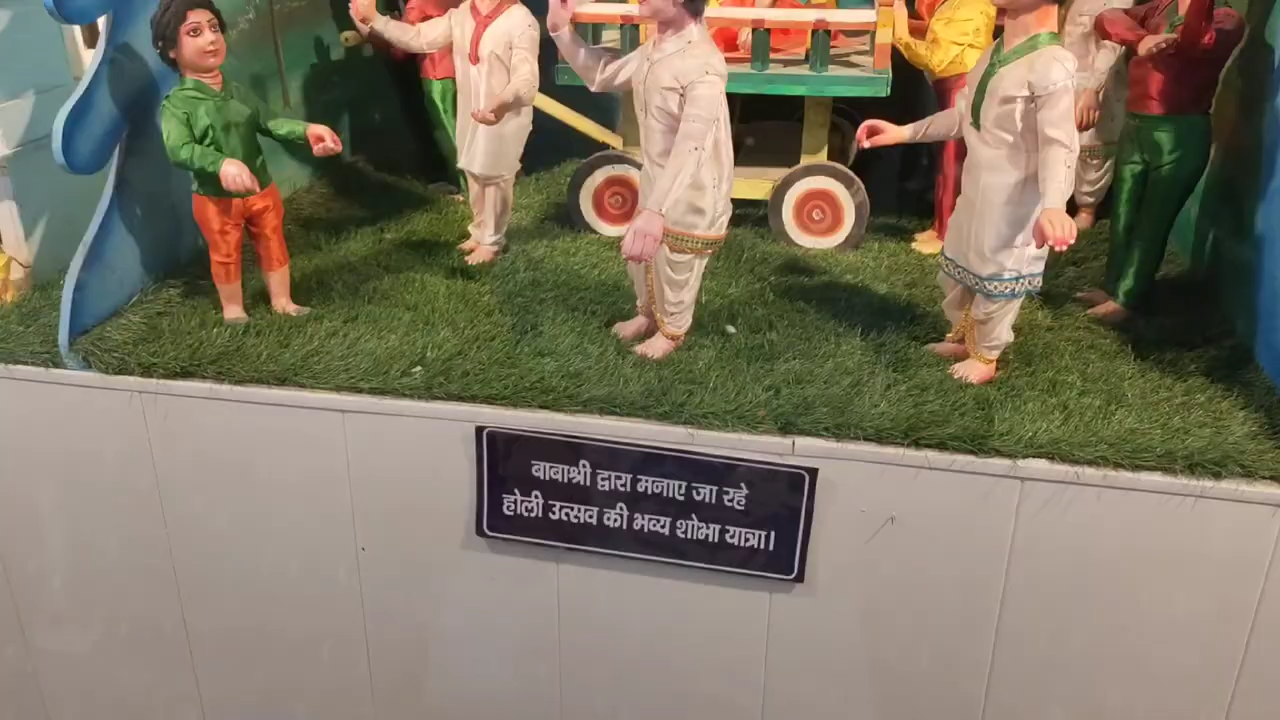 बाबाश्री द्वारा मनाए जा रहे
होली उत्सव की भव्य शोभा यात्रा।